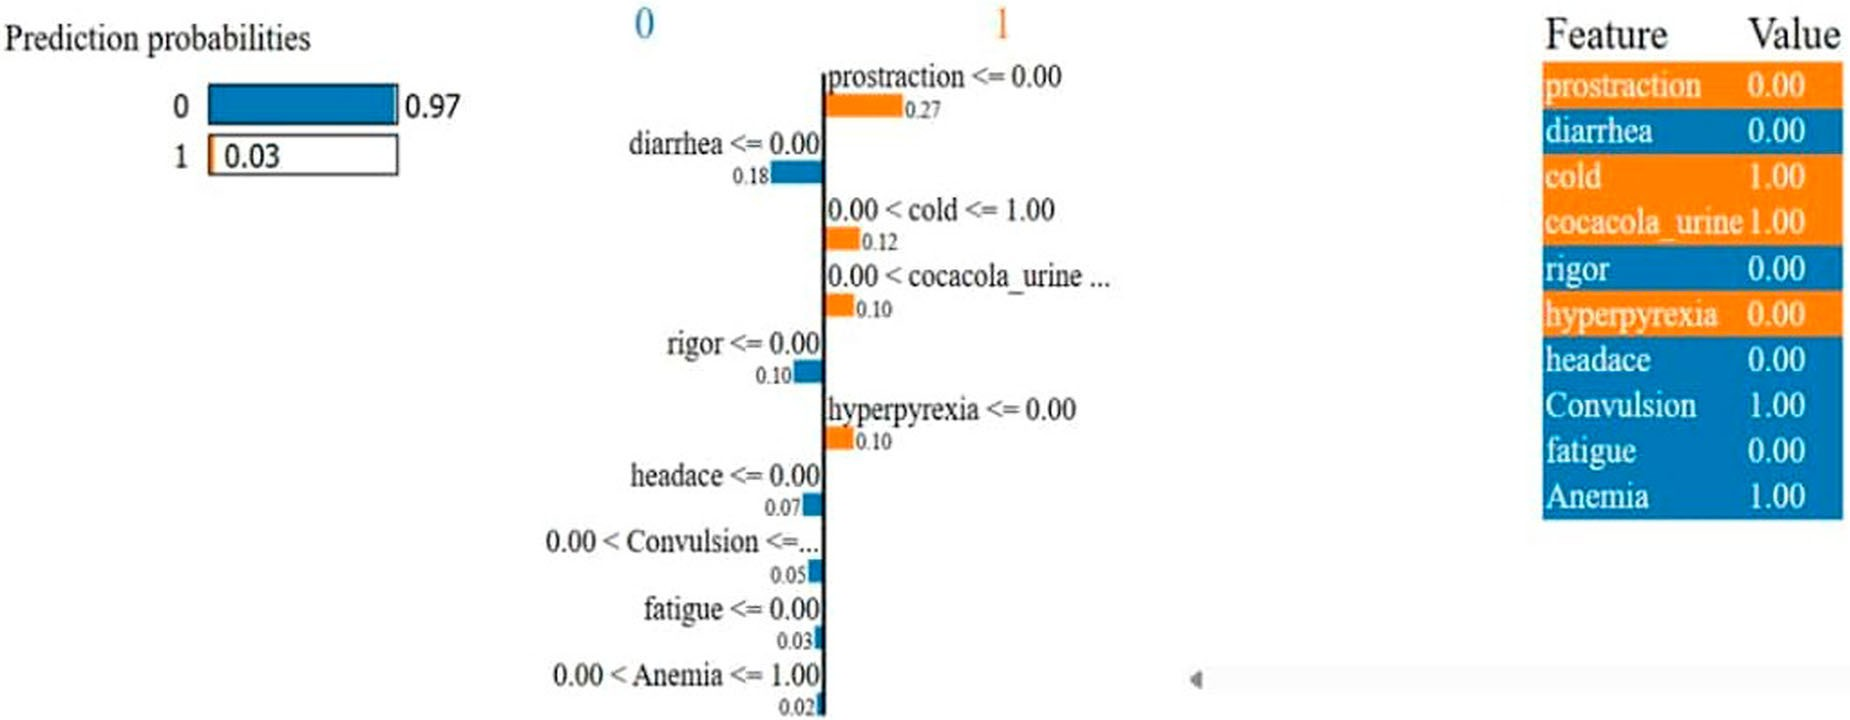 Prediction probabilities
0 0.97
1 0.03
0 1
prostraction <= 0.00
0.27
diarrhea <= 0.00
0.18
0.00 < cold <= 1.00
0.12
0.00 < cocacola_urine ...
0.10
rigor <= 0.00
0.10
hyperpyrexia <= 0.00
0.10
headace <= 0.00
0.07
0.00 < Convulsion <=...
0.05
fatigue <= 0.00
0.03
0.00 < Anemia <= 1.00
0.02
Feature Value
prostraction 0.00
diarrhea 0.00
cold 1.00
cocacola_urine 1.00
rigor 0.00
hyperpyrexia 0.00
headace 0.00
Convulsion 1.00
fatigue 0.00
Anemia 1.00